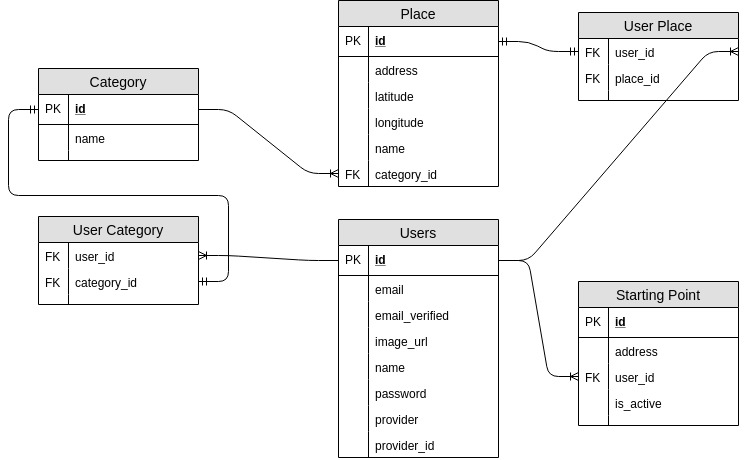 Category
PK id
name
User Category
FK user_id
FK category_id
Place
PK id
address
latitude
longitude
name
FK category_id
Users
PK id
email
email_verified
image_url
name
password
provider
provider_id
User Place
FK user_id
FK place_id
Starting Point
PK id
address
FK user_id
is_active